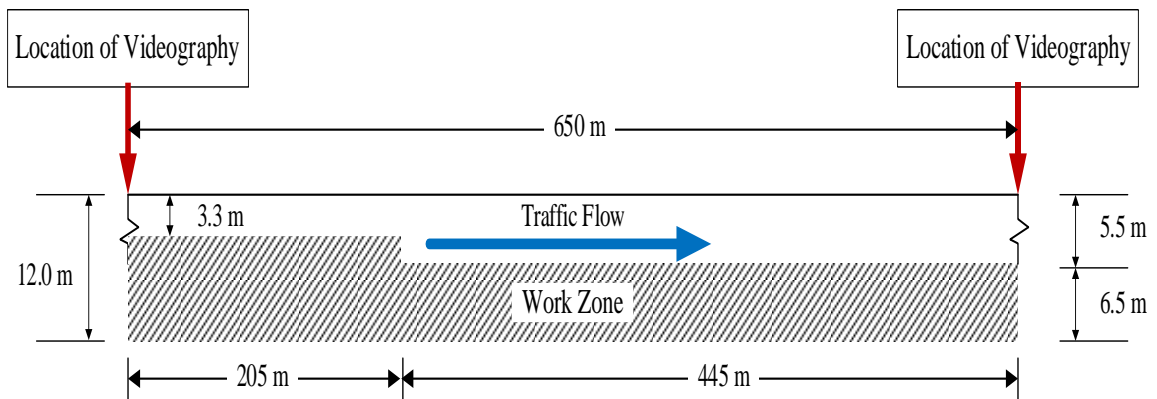 Location of Videography
Location of Videography
650 m
3.3 m
Traffic Flow
5.5 m
12.0 m
Work Zone
6.5 m
205 m
445 m